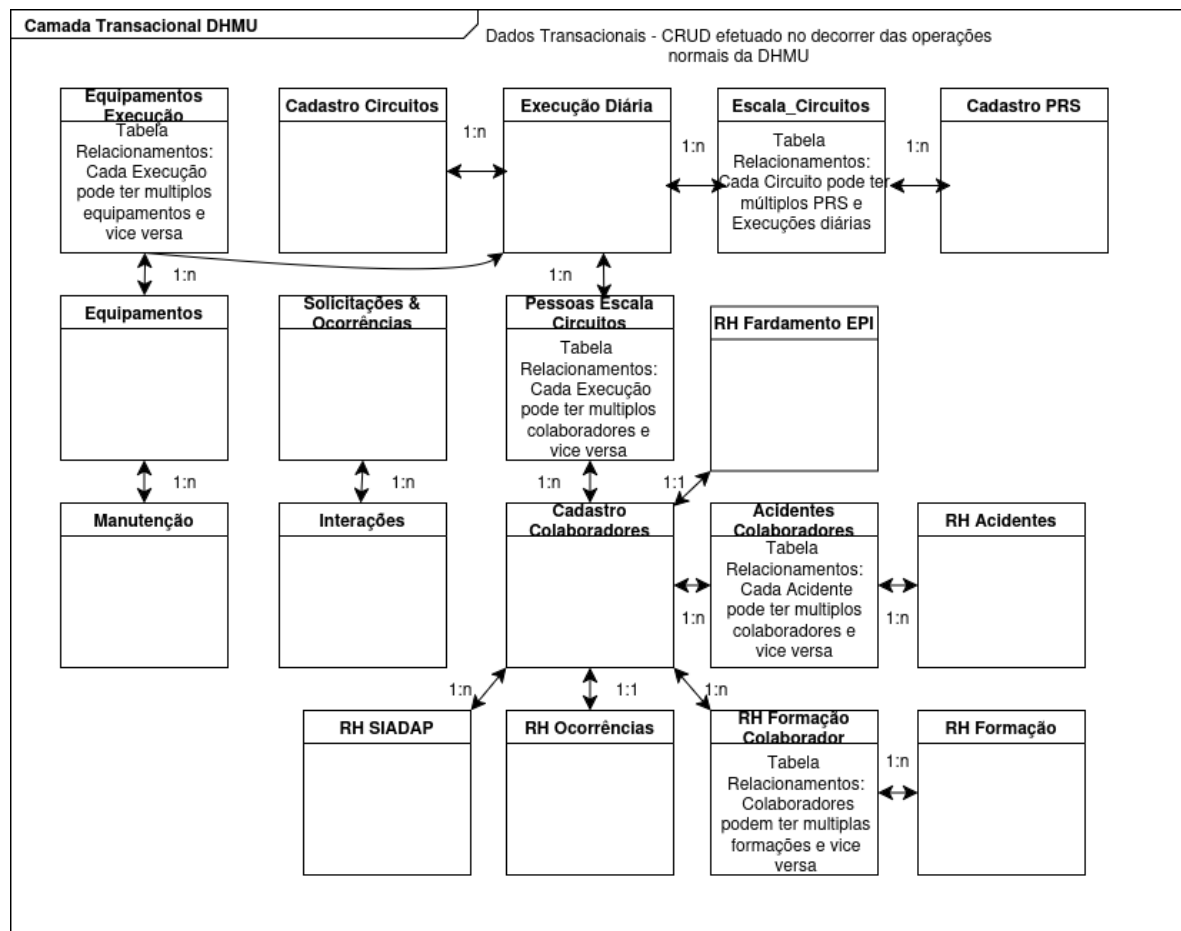 Camada Transacional DHMU
Dados Transacionais - CRUD efetuado no decorrer das operações
normais da DHMU
Equipamentos
Execução
Tabela
Relacionamentos:
Cada Execução
pode ter multiplos
equipamentos e
vice versa
Cadastro Circuitos
1:n
Execução Diária
1:n
Escala_Circuitos
Tabela
Relacionamentos:
Cada Circuito pode ter
múltiplos PRS e
Execuções diárias
1:n
Cadastro PRS
1:n
1:n
Equipamentos
Solicitações &
Ocorrências
Pessoas Escala
Circuitos
Tabela
Relacionamentos:
Cada Execução
pode ter multiplos
colaboradores e
vice versa
RH Fardamento EPI
1:n
1:n
1:n
1:1
Manutenção
Interações
Cadastro
Colaboradores
1:n
Acidentes
Colaboradores
Tabela
Relacionamentos:
Cada Acidente
pode ter multiplos
colaboradores e
vice versa
1:n
RH Acidentes
1:n
1:1
1:n
RH SIADAP
RH Ocorrências
RH Formação
Colaborador
Tabela
Relacionamentos:
Colaboradores
podem ter multiplas
formações e vice
versa
1:n
RH Formação